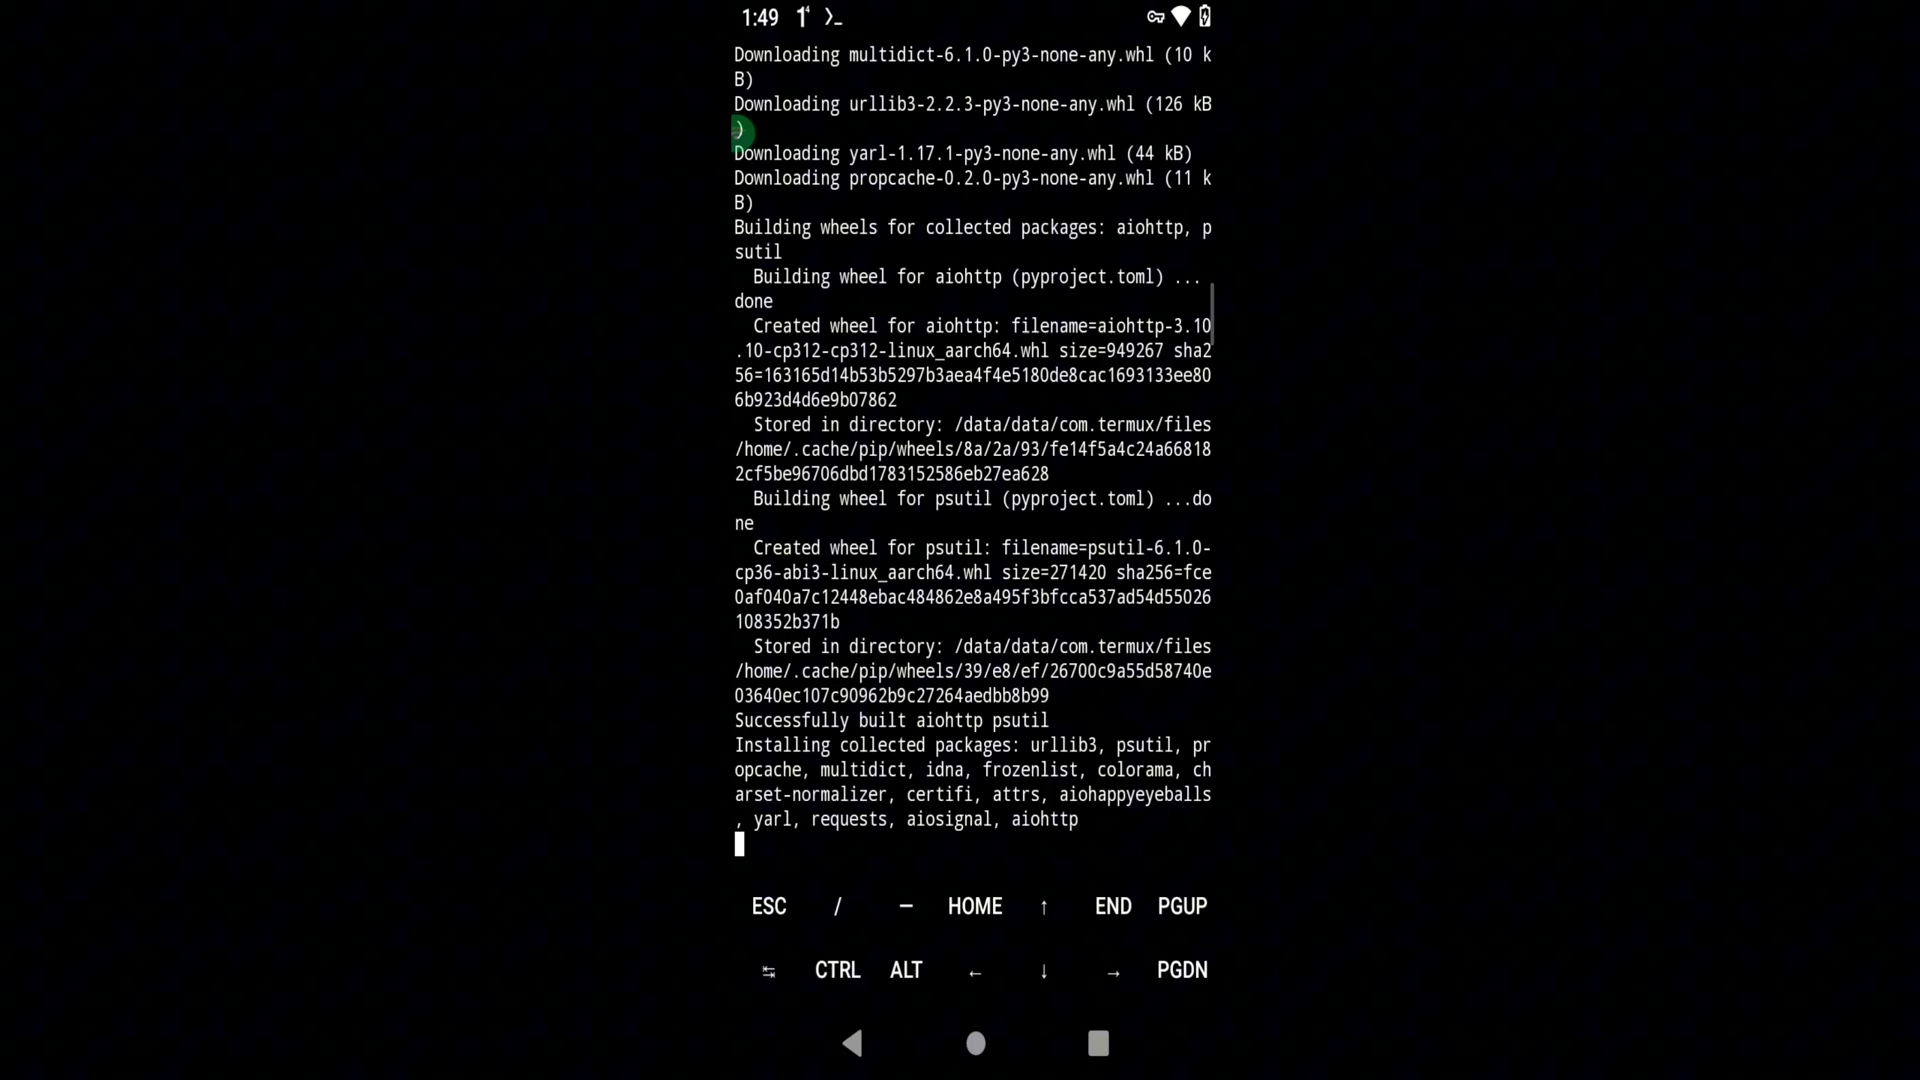 1:49
Downloading multidict-6.1.0-py3-none-any.whl (10 k
B)
Downloading urllib3-2.2.3-py3-none-any.whl (126 kB
)
Downloading yarl-1.17.1-py3-none-any.whl (44 kB)
Downloading propcache-0.2.0-py3-none-any.whl (11 k
B)
Building wheels for collected packages: aiohttp, p
sutil
Building wheel for aiohttp (pyproject.toml) ...
done
Created wheel for aiohttp: filename=aiohttp-3.10
.10-cp312-cp312-linux_aarch64.whl size=949267 sha2
56=163165d14b53b5297b3aea4f4e5180de8cac1693133ee80
6b923d4d6e9b07862
Stored in directory: /data/data/com.termux/files
/home/.cache/pip/wheels/8a/2a/93/fe14f5a4c24a66818
2cf5be96706dbd1783152586eb27ea628
Building wheel for psutil (pyproject.toml) ...do
ne
Created wheel for psutil: filename=psutil-6.1.0-
cp36-abi3-linux_aarch64.whl size=271420 sha256=fce
0af040a7c12448ebac484862e8a495f3bfcca537ad54d55026
108352b371b
Stored in directory: /data/data/com.termux/files
/home/.cache/pip/wheels/39/e8/ef/26700c9a55d58740e
03640ec107c90962b9c27264aedbb8b99
Successfully built aiohttp psutil
Installing collected packages: urllib3, psutil, pr
opcache, multidict, idna, frozenlist, colorama, ch
arset-normalizer, certifi, attrs, aiohappyeyeballs
, yarl, requests, aiosignal, aiohttp
ESC / — HOME ↑ END PGUP
↹ CTRL ALT ← ↓ → PGDN